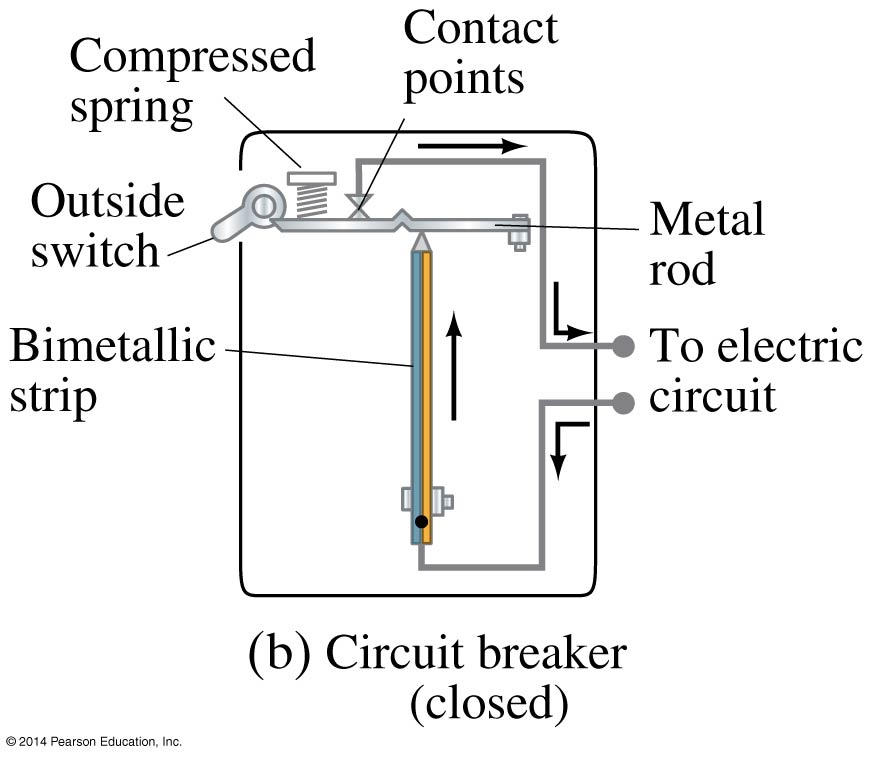 Contact
points
Compressed
spring
Outside
switch
Metal
rod
Bimetallic
strip
To electric
circuit
(b) Circuit breaker
(closed)
© 2014 Pearson Education, Inc.